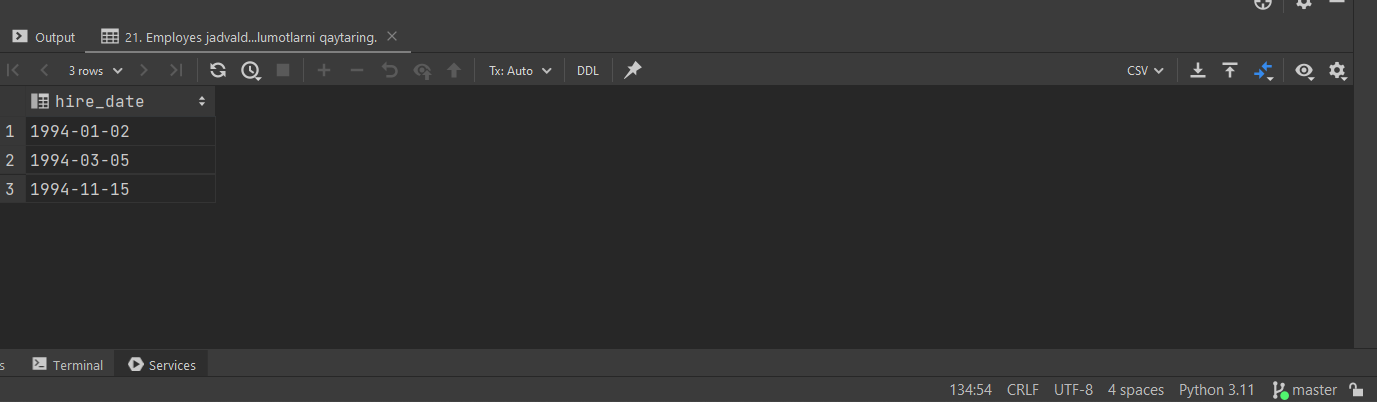 Output 21. Employes jadvald...lumotlarni qaytaring.
3 rows Tx: Auto DDL CSV
hire_date
1 1994-01-02
2 1994-03-05
3 1994-11-15
s Terminal Services
134:54 CRLF UTF-8 4 spaces Python 3.11 master